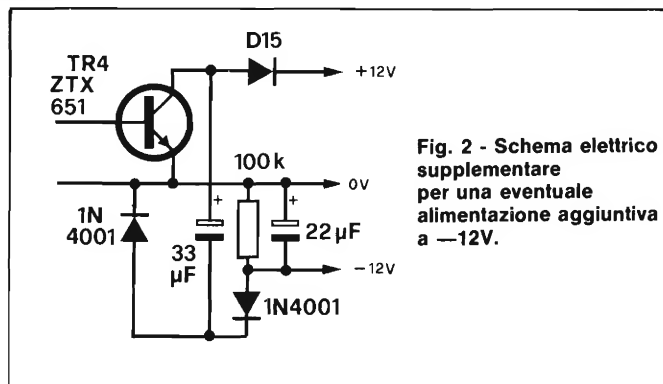 D15
TR4
ZTX
651
+12V
100k
0V
+
+
1N
4001
33
µF
22µF
−12V
1N4001
Fig. 2 - Schema elettrico
supplementare
per una eventuale
alimentazione aggiuntiva
a —12V.